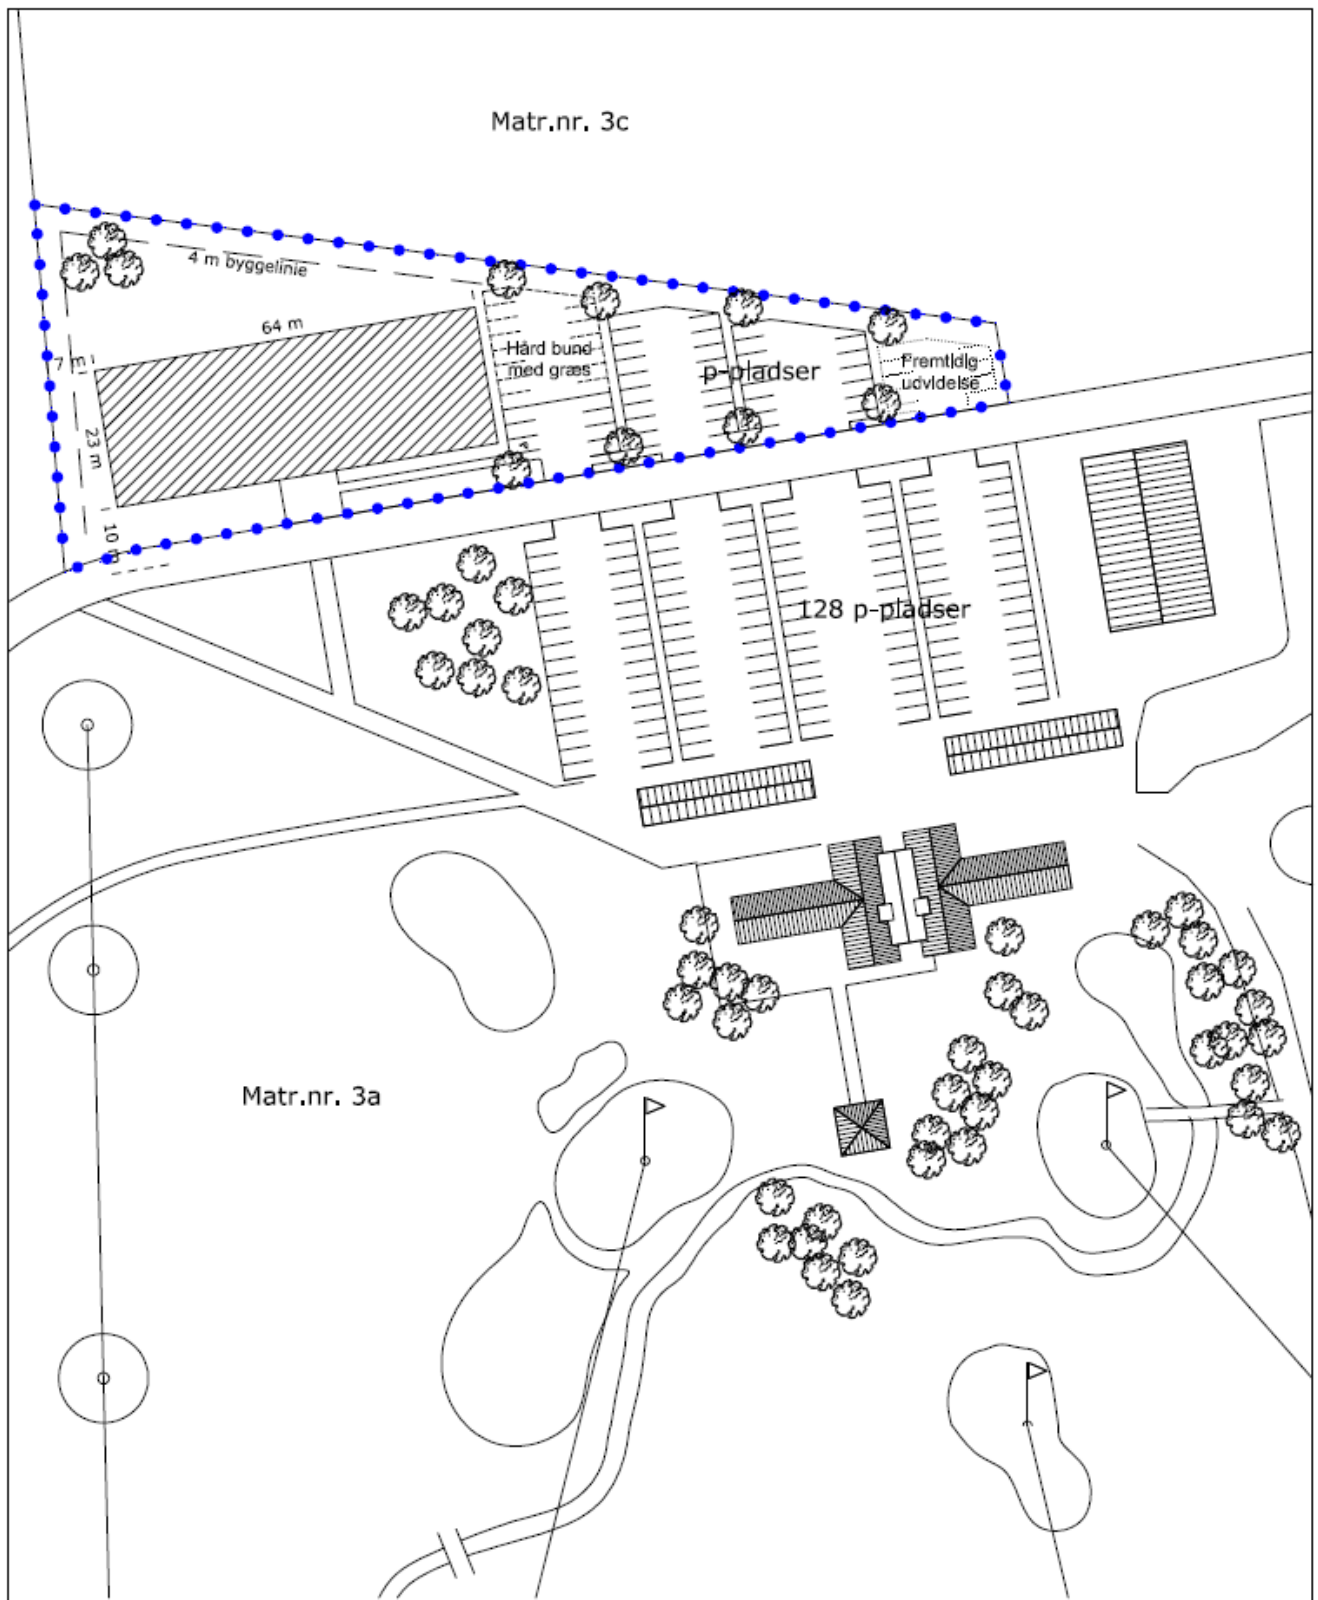 Matr.nr. 3c
4 m byggelinie
64 m
Hård bund
med græs
p-pladser
Fremtidig
udvidelse
7 m
23 m
10 m
128 p-pladser
Matr.nr. 3a